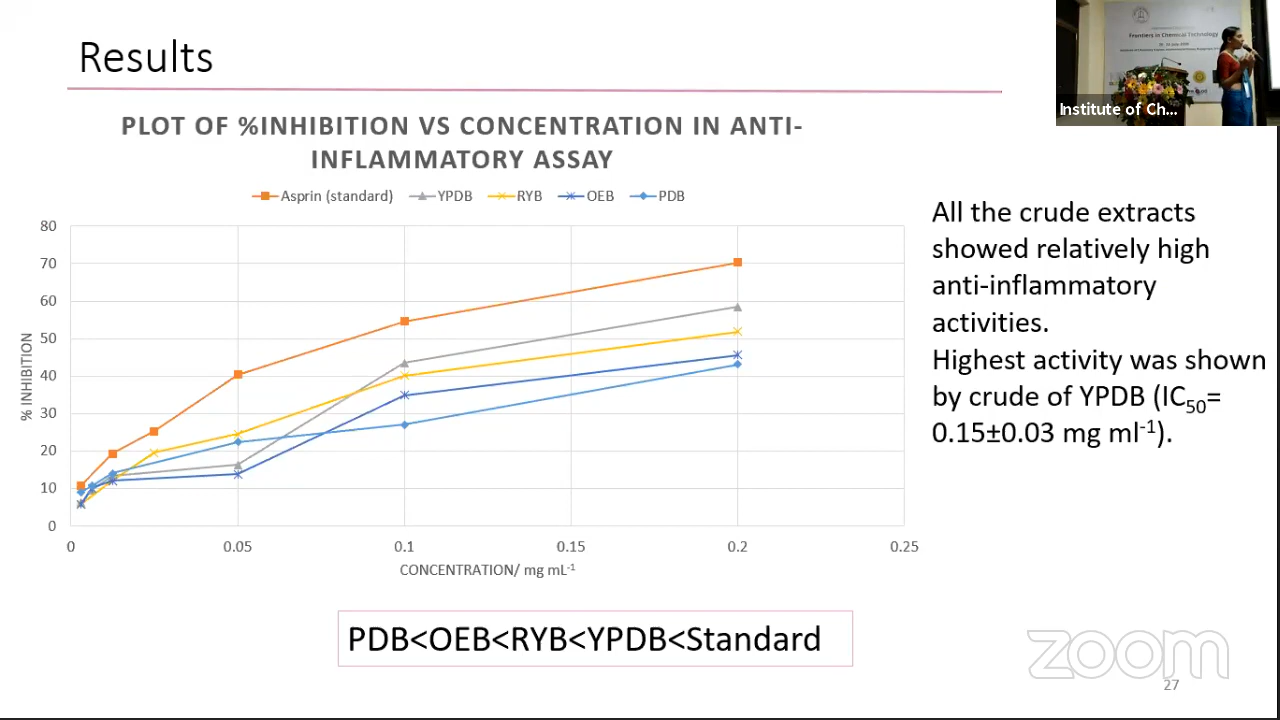 Results
Frontiers in Chemical Technology
Institute of Ch...
PLOT OF %INHIBITION VS CONCENTRATION IN ANTI-
INFLAMMATORY ASSAY
Asprin (standard) YPDB RYB OEB PDB
80
70
60
50
40
30
20
10
0
% INHIBITION
0 0.05 0.1 0.15 0.2 0.25
CONCENTRATION/ mg mL⁻¹
All the crude extracts
showed relatively high
anti-inflammatory
activities.
Highest activity was shown
by crude of YPDB (IC₅₀=
0.15±0.03 mg ml⁻¹).
PDB<OEB<RYB<YPDB<Standard
zoom
27